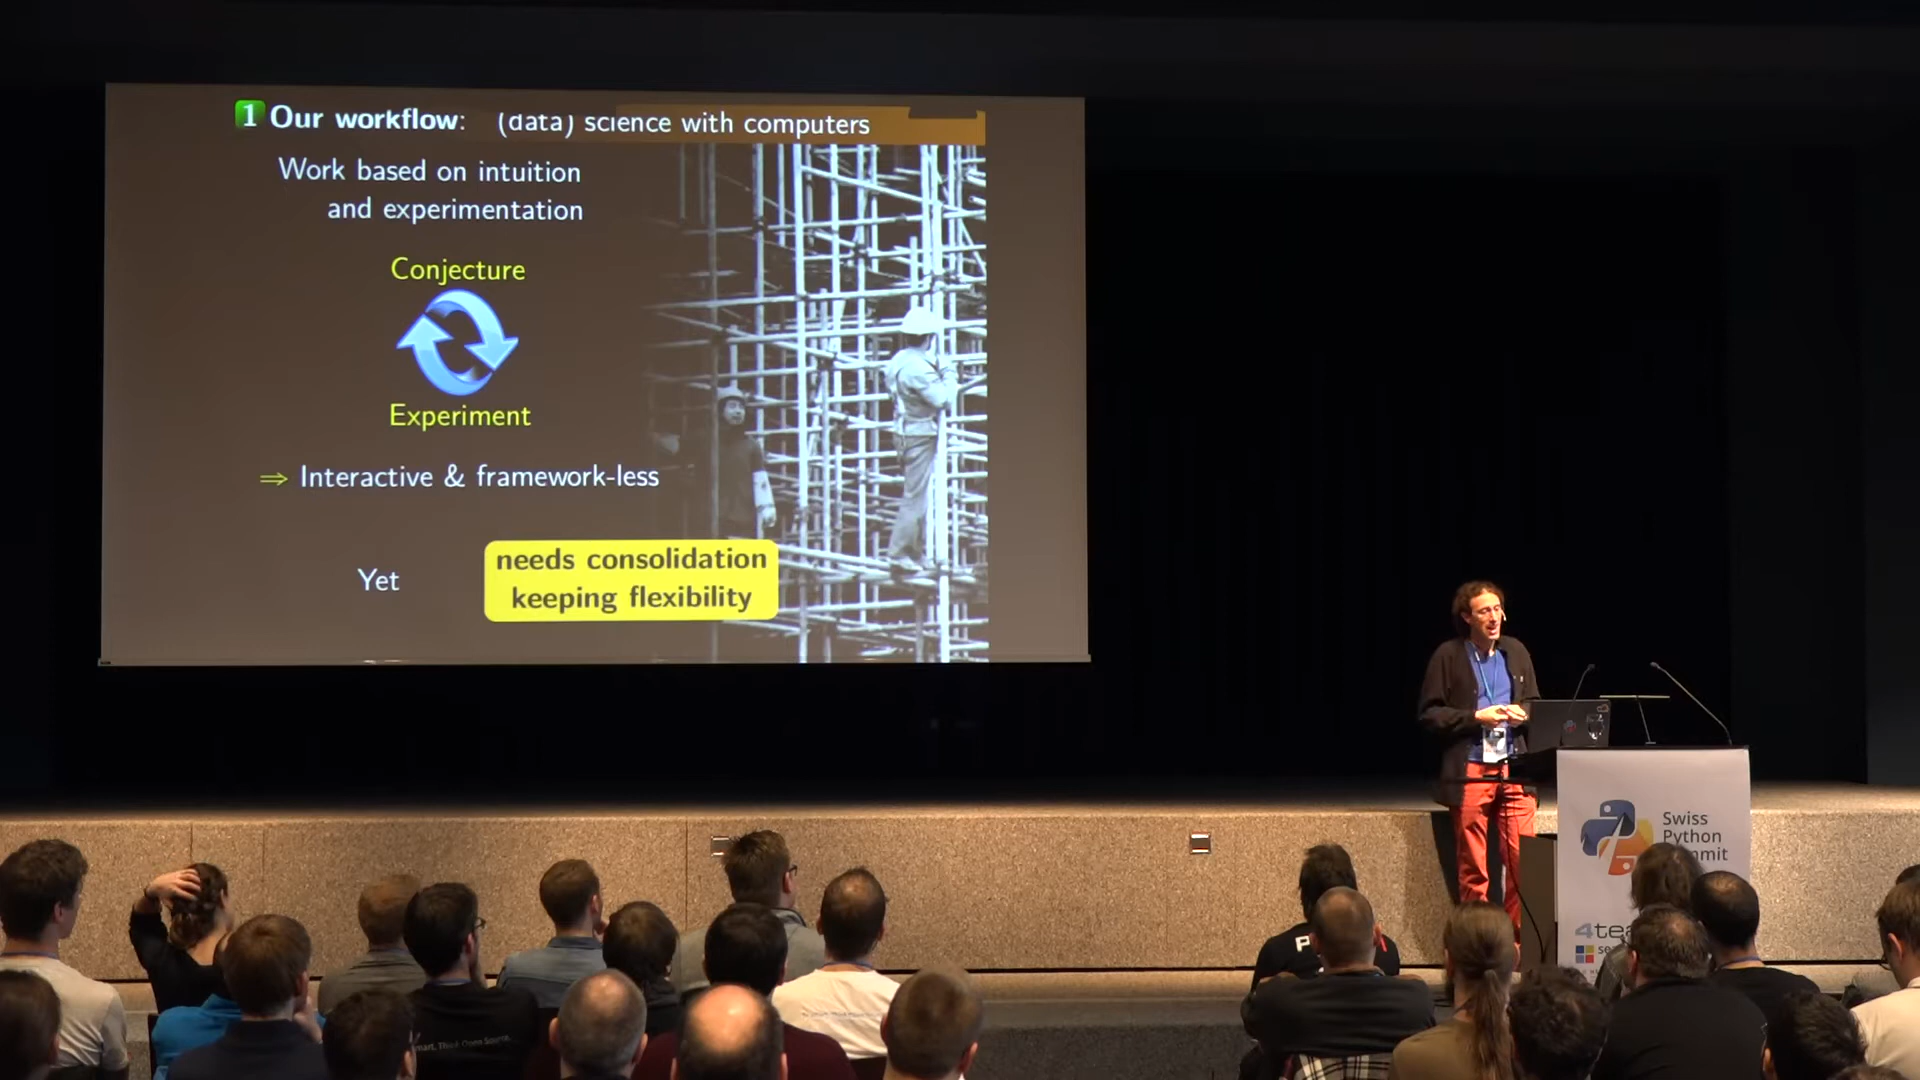 1 Our workflow: (data) science with computers
Work based on intuition
and experimentation
Conjecture
Experiment
⇒ Interactive & framework-less
Yet
needs consolidation
keeping flexibility
Swiss
Python